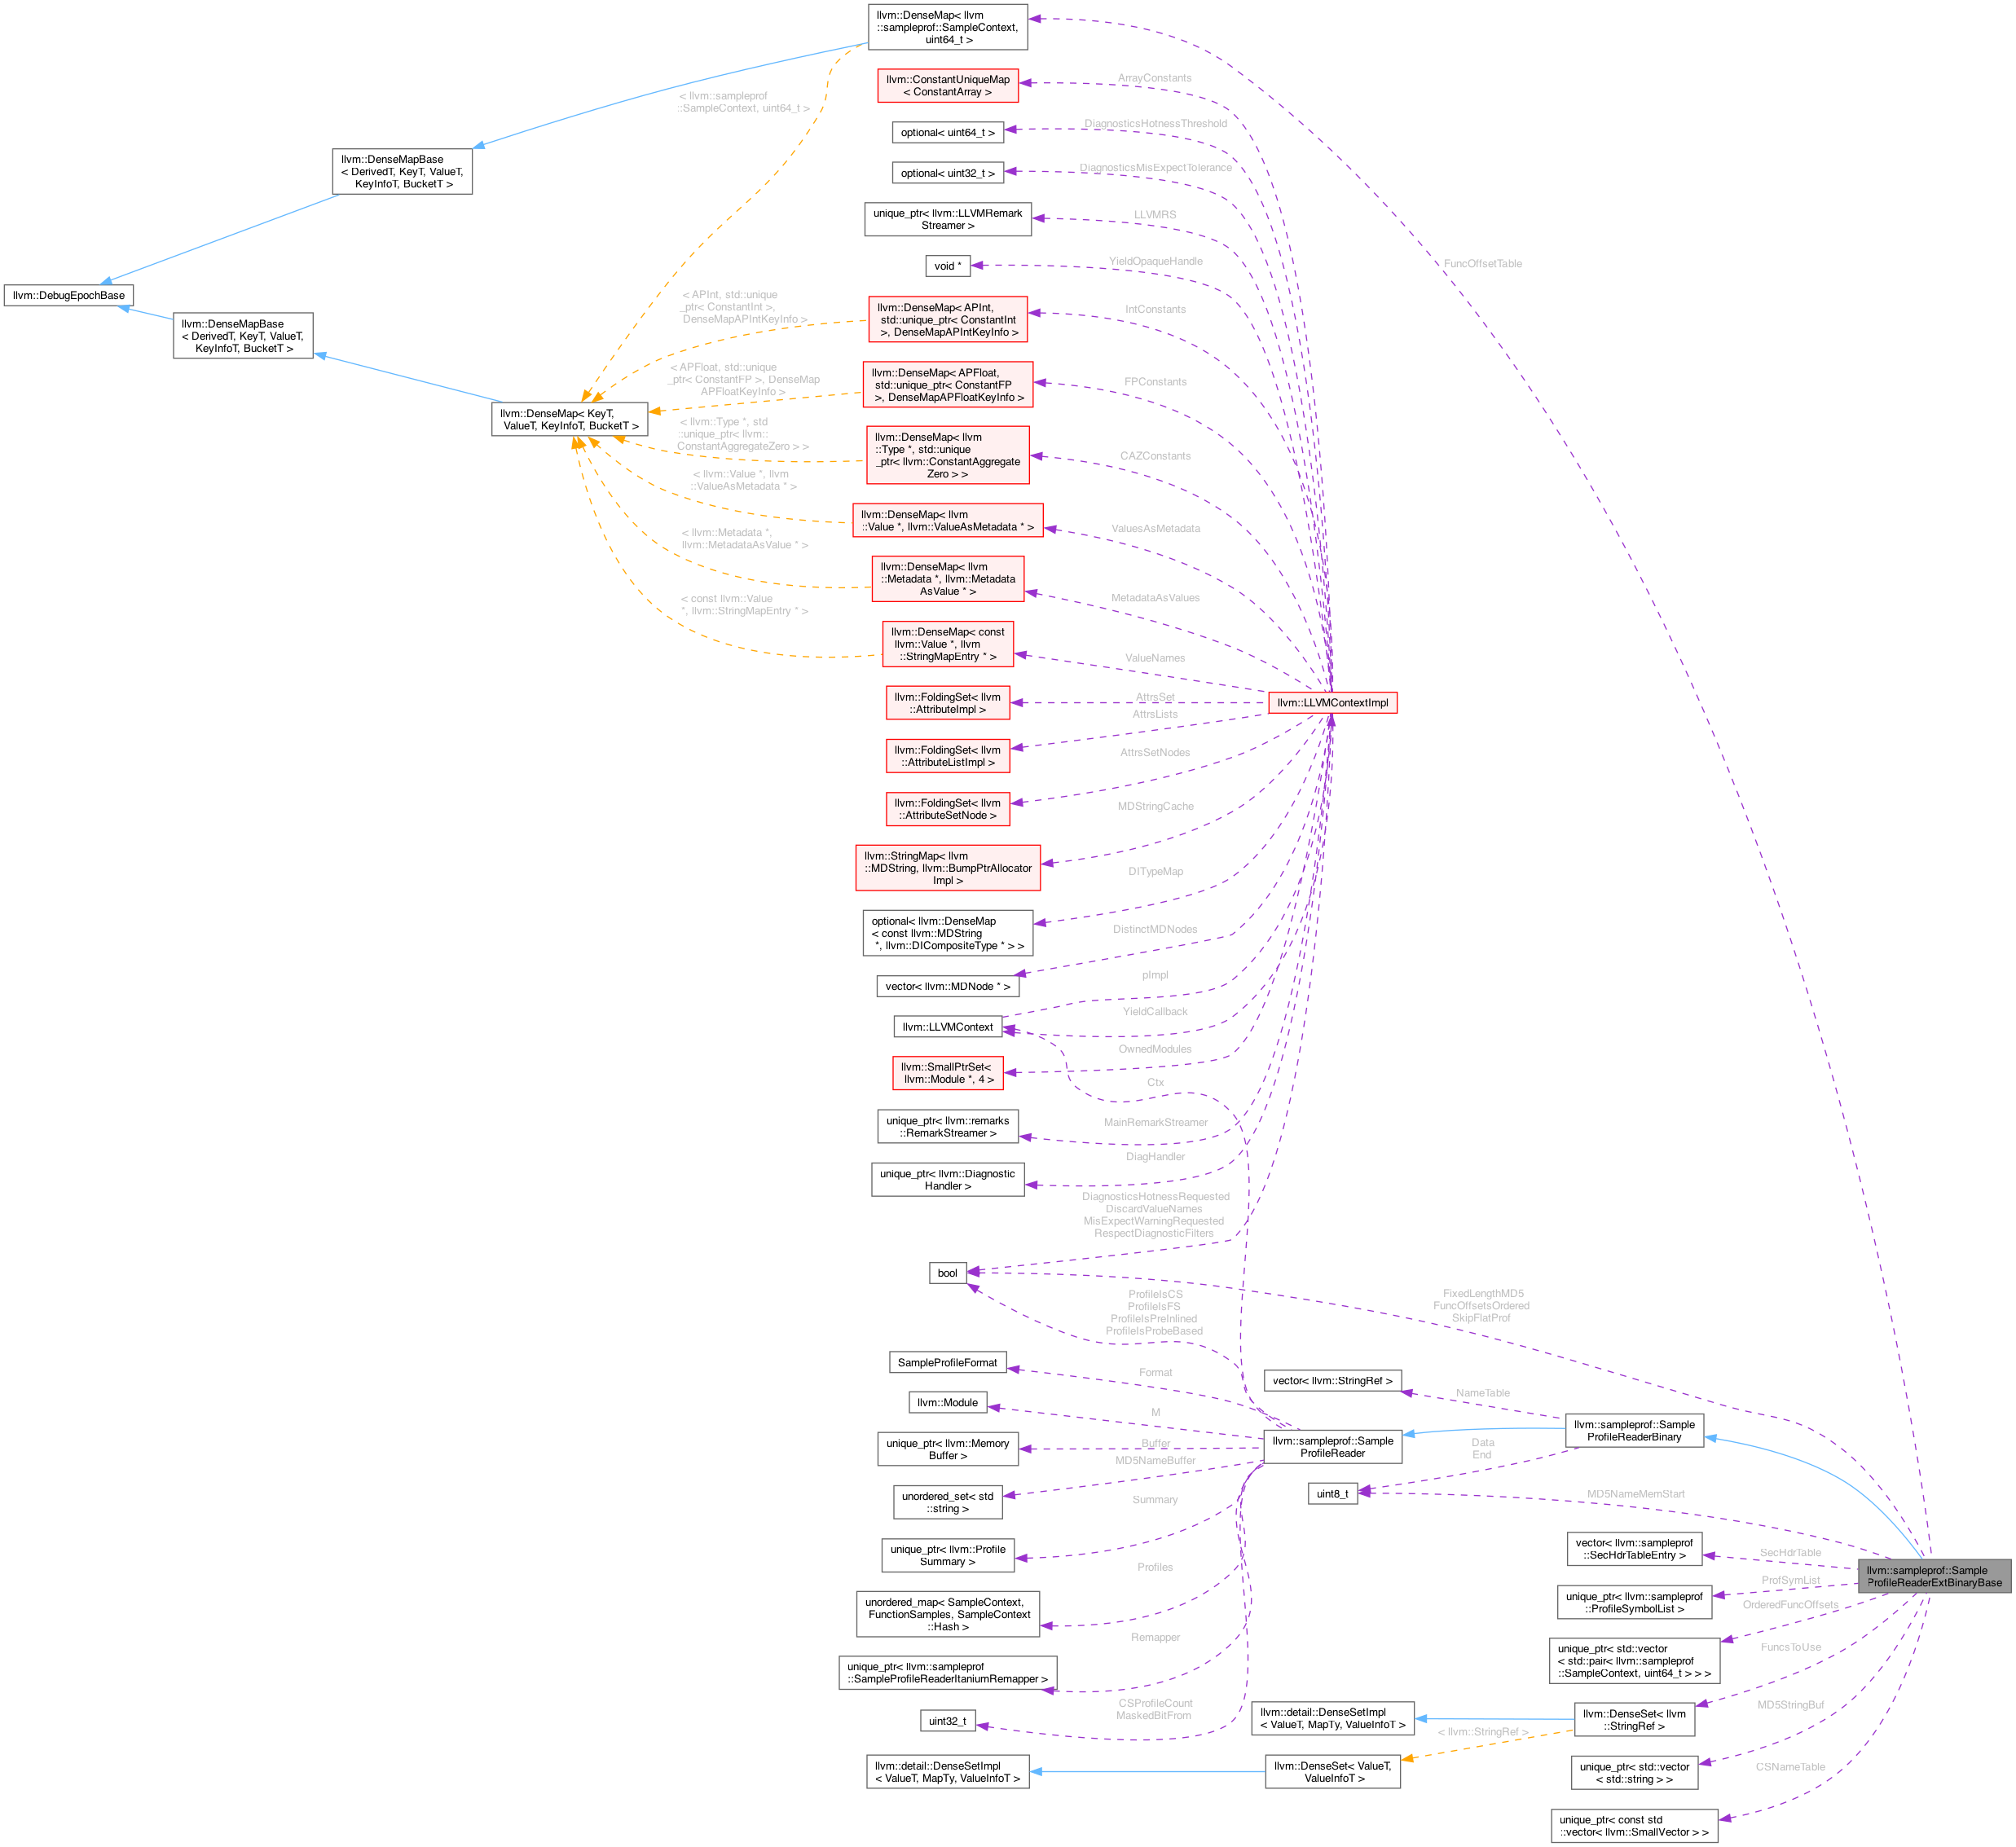 llvm::DenseMap< llvm
::sampleprof::SampleContext,
uint64_t >
llvm::ConstantUniqueMap
< ConstantArray >
ArrayConstants
< llvm::sampleprof
::SampleContext, uint64_t >
optional< uint64_t >
DiagnosticsHotnessThreshold
llvm::DenseMapBase
< DerivedT, KeyT, ValueT,
KeyInfoT, BucketT >
optional< uint32_t >
DiagnosticsMisExpectTolerance
unique_ptr< llvm::LLVMRemark
Streamer >
LLVMRS
void *
YieldOpaqueHandle
FuncOffsetTable
llvm::DebugEpochBase
< APInt, std::unique
_ptr< ConstantInt >,
DenseMapAPIntKeyInfo >
llvm::DenseMap< APInt,
std::unique_ptr< ConstantInt
>, DenseMapAPIntKeyInfo >
IntConstants
llvm::DenseMapBase
< DerivedT, KeyT, ValueT,
KeyInfoT, BucketT >
< APFloat, std::unique
_ptr< ConstantFP >, DenseMap
APFloatKeyInfo >
llvm::DenseMap< APFloat,
std::unique_ptr< ConstantFP
>, DenseMapAPFloatKeyInfo >
FPConstants
llvm::DenseMap< KeyT,
ValueT, KeyInfoT, BucketT >
< llvm::Type *, std
::unique_ptr< llvm::
ConstantAggregateZero > >
llvm::DenseMap< llvm
::Type *, std::unique
_ptr< llvm::ConstantAggregate
Zero > >
CAZConstants
< llvm::Value *, llvm
::ValueAsMetadata * >
llvm::DenseMap< llvm
::Value *, llvm::ValueAsMetadata * >
ValuesAsMetadata
< llvm::Metadata *,
llvm::MetadataAsValue * >
llvm::DenseMap< llvm
::Metadata *, llvm::Metadata
AsValue * >
MetadataAsValues
< const llvm::Value
*, llvm::StringMapEntry * >
llvm::DenseMap< const
llvm::Value *, llvm
::StringMapEntry * >
ValueNames
llvm::FoldingSet< llvm
::AttributeImpl >
AttrsSet
llvm::LLVMContextImpl
AttrsLists
llvm::FoldingSet< llvm
::AttributeListImpl >
AttrsSetNodes
llvm::FoldingSet< llvm
::AttributeSetNode >
MDStringCache
llvm::StringMap< llvm
::MDString, llvm::BumpPtrAllocator
Impl >
DITypeMap
optional< llvm::DenseMap
< const llvm::MDString
*, llvm::DICompositeType * > >
DistinctMDNodes
vector< llvm::MDNode * >
pImpl
llvm::LLVMContext
YieldCallback
OwnedModules
llvm::SmallPtrSet<
llvm::Module *, 4 >
Ctx
unique_ptr< llvm::remarks
::RemarkStreamer >
MainRemarkStreamer
DiagHandler
unique_ptr< llvm::Diagnostic
Handler >
DiagnosticsHotnessRequested
DiscardValueNames
MisExpectWarningRequested
RespectDiagnosticFilters
bool
ProfileIsCS
ProfileIsFS
ProfileIsPreInlined
ProfileIsProbeBased
FixedLengthMD5
FuncOffsetsOrdered
SkipFlatProf
SampleProfileFormat
Format
vector< llvm::StringRef >
NameTable
llvm::Module
M
llvm::sampleprof::Sample
ProfileReaderBinary
unique_ptr< llvm::Memory
Buffer >
Buffer
llvm::sampleprof::Sample
ProfileReader
Data
End
MD5NameBuffer
unordered_set< std
::string >
uint8_t
MD5NameMemStart
Summary
unique_ptr< llvm::Profile
Summary >
vector< llvm::sampleprof
::SecHdrTableEntry >
SecHdrTable
llvm::sampleprof::Sample
ProfileReaderExtBinaryBase
Profiles
unordered_map< SampleContext,
FunctionSamples, SampleContext
::Hash >
unique_ptr< llvm::sampleprof
::ProfileSymbolList >
ProfSymList
OrderedFuncOffsets
Remapper
unique_ptr< llvm::sampleprof
::SampleProfileReaderItaniumRemapper >
unique_ptr< std::vector
< std::pair< llvm::sampleprof
::SampleContext, uint64_t > > >
FuncsToUse
CSProfileCount
MaskedBitFrom
uint32_t
llvm::detail::DenseSetImpl
< ValueT, MapTy, ValueInfoT >
llvm::DenseSet< llvm
::StringRef >
MD5StringBuf
< llvm::StringRef >
llvm::detail::DenseSetImpl
< ValueT, MapTy, ValueInfoT >
llvm::DenseSet< ValueT,
ValueInfoT >
unique_ptr< std::vector
< std::string > >
CSNameTable
unique_ptr< const std
::vector< llvm::SmallVector > >